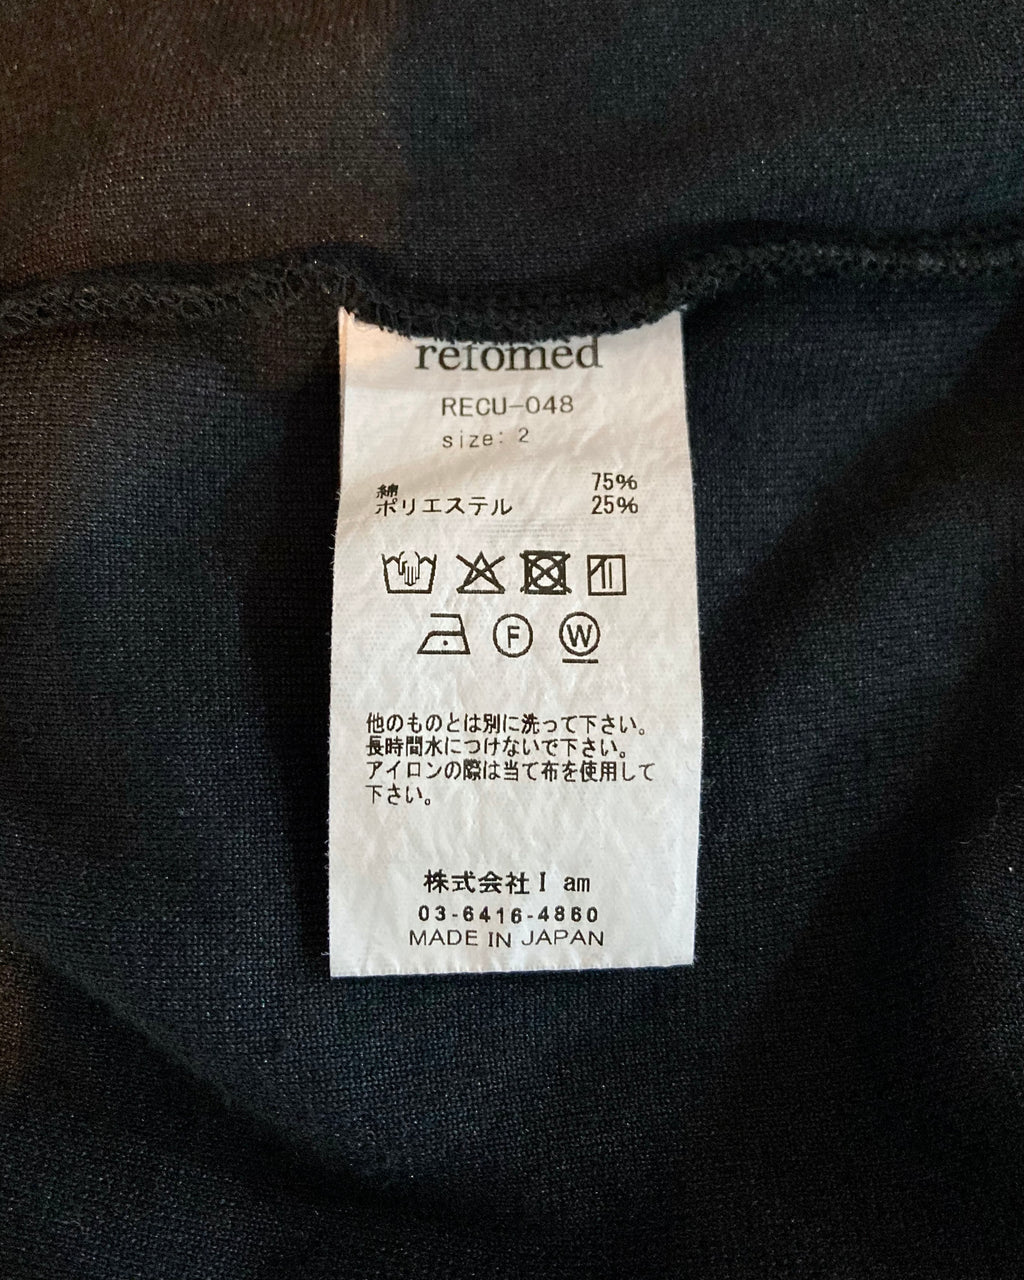 refomed
RECU-048
size: 2
綿 75%
ポリエステル 25%
F W
他のものとは別に洗って下さい。
長時間水につけないで下さい。
アイロンの際は当て布を使用して
下さい。
株式会社I am
03-6416-4860
MADE IN JAPAN